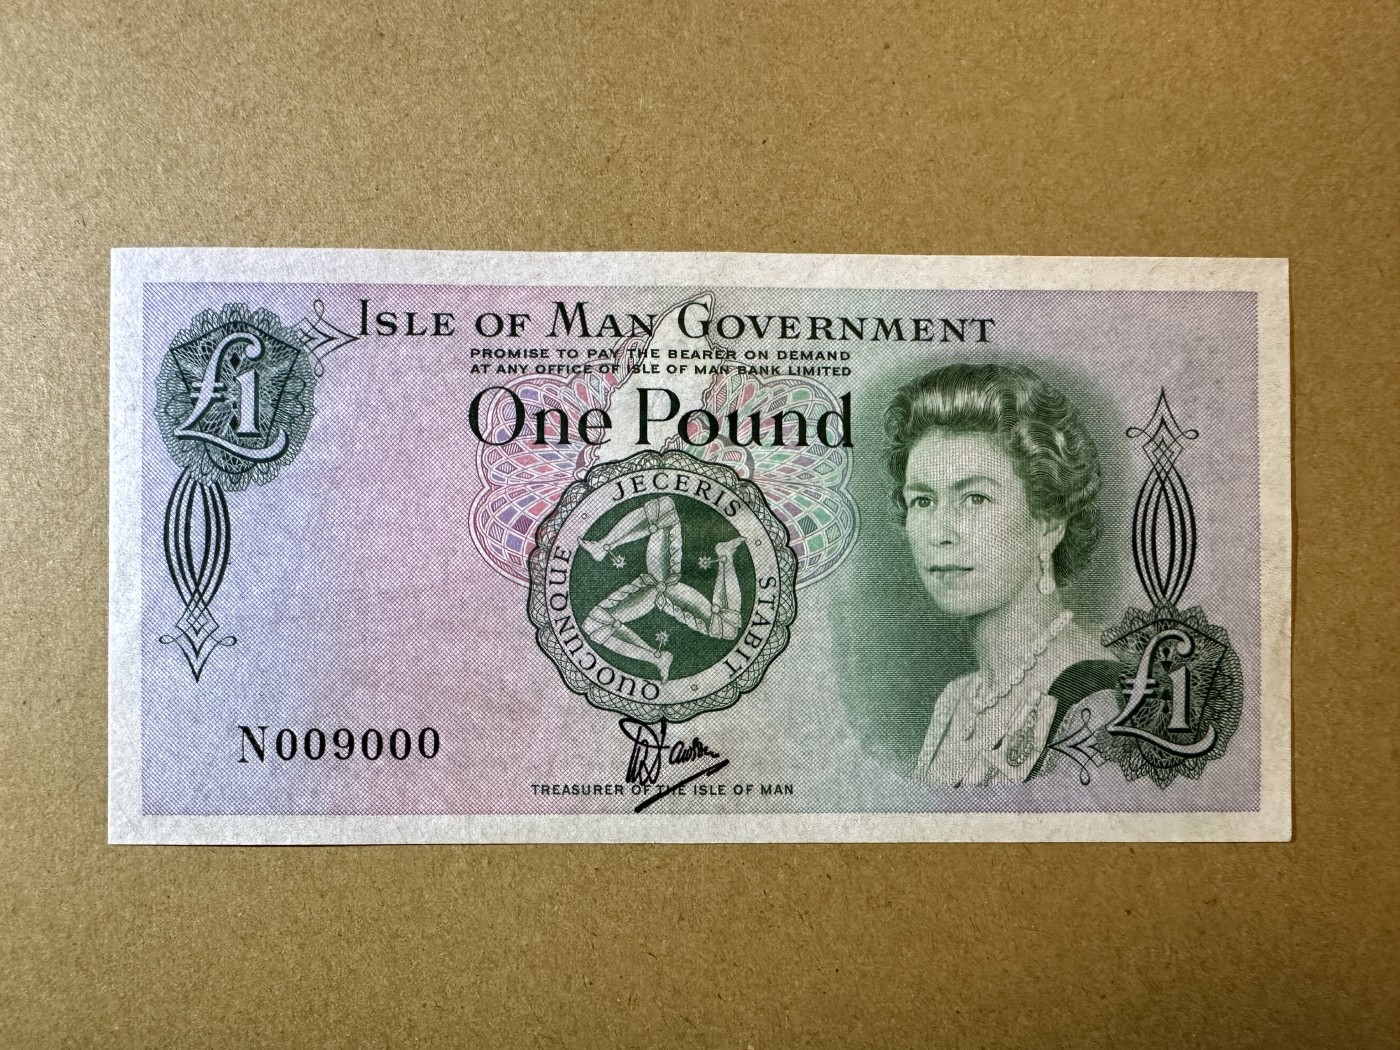 £1
ISLE OF MAN GOVERNMENT
PROMISE TO PAY THE BEARER ON DEMAND
AT ANY OFFICE OF ISLE OF MAN BANK LIMITED
One Pound
QUOCUNQUE JECERIS STABIT
£1
N009000
TREASURER OF THE ISLE OF MAN